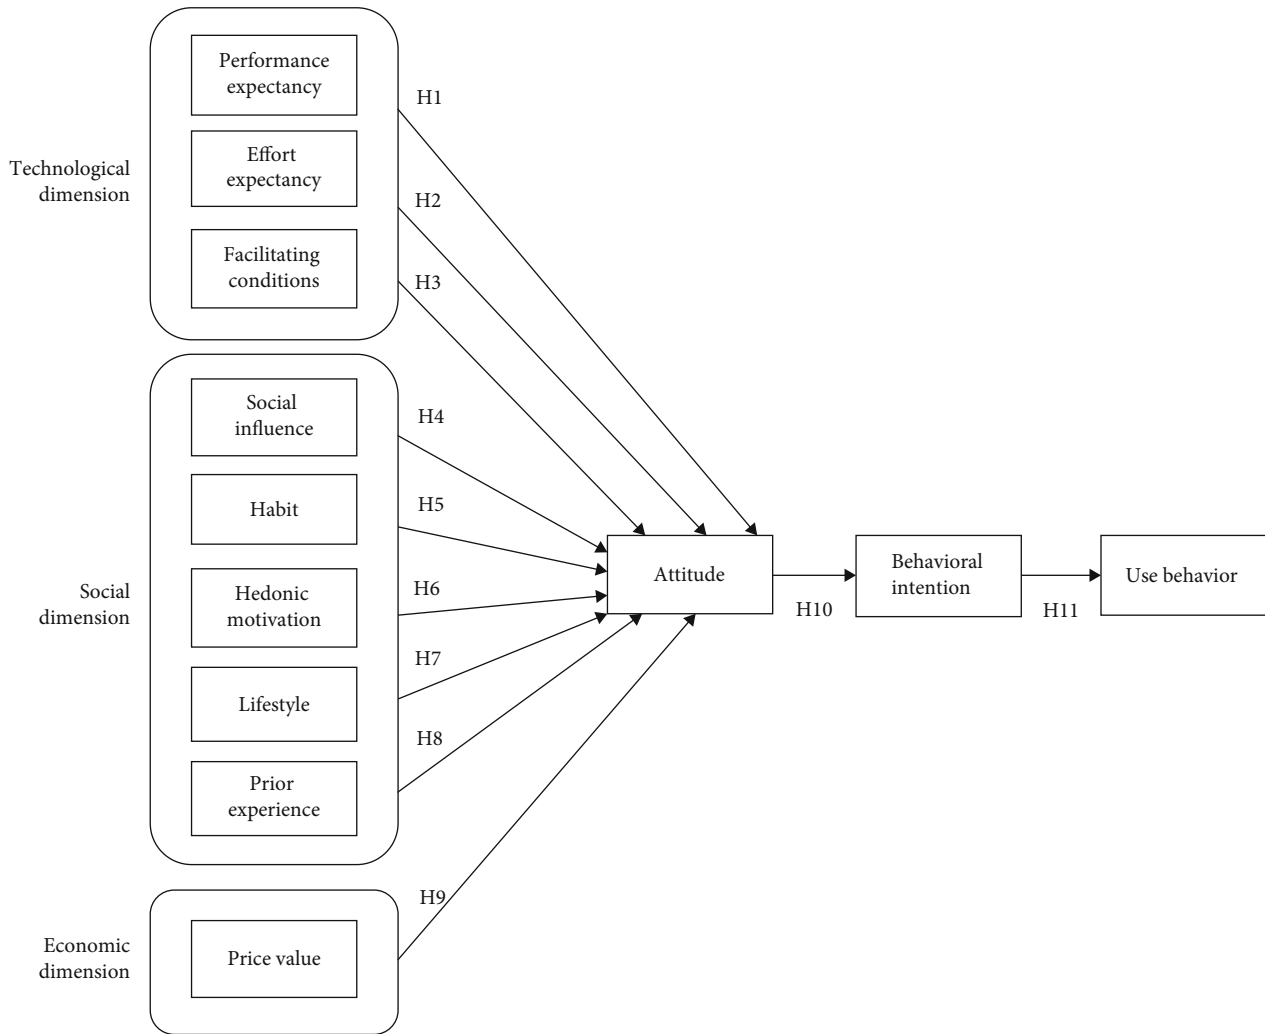 Technological
dimension
Performance
expectancy
Effort
expectancy
Facilitating
conditions
H1
H2
H3
Social
dimension
Social
influence
Habit
Hedonic
motivation
Lifestyle
Prior
experience
H4
H5
H6
H7
H8
Economic
dimension
Price value
H9
Attitude
H10
Behavioral
intention
H11
Use behavior